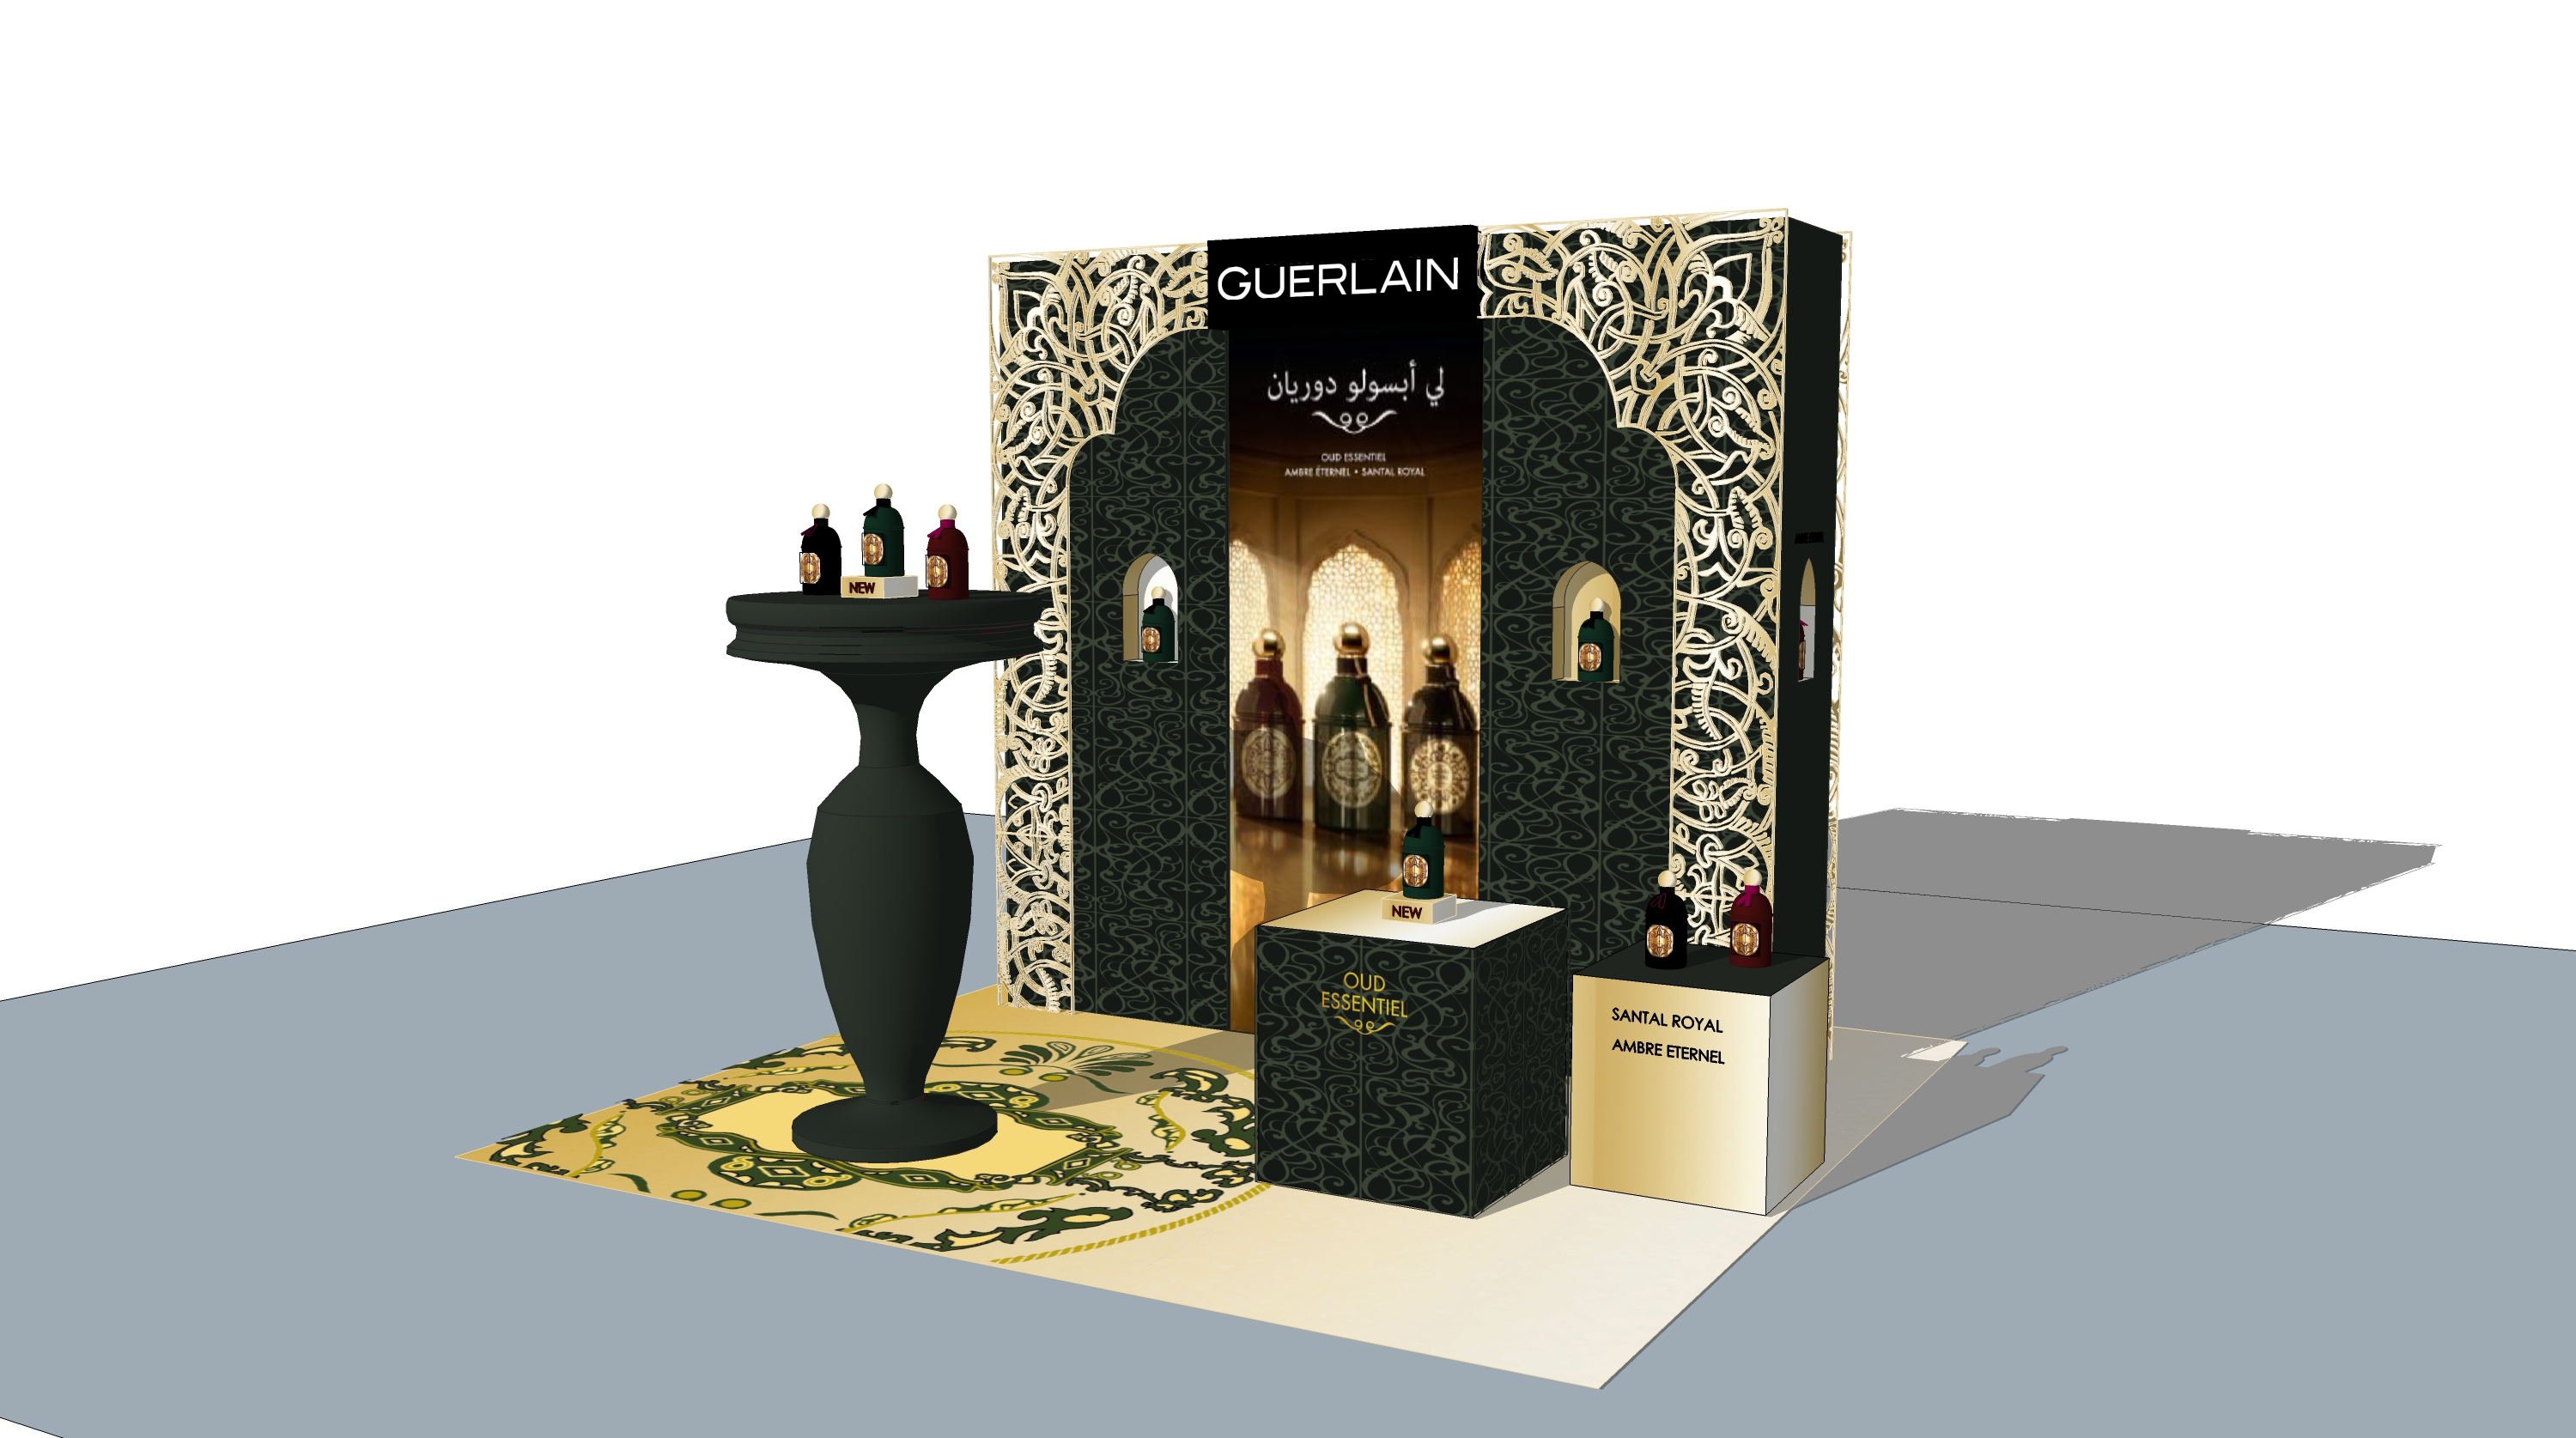 GUERLAIN
لي أبسولو دوريان
OUD ESSENTIEL
AMBRE ÉTERNEL • SANTAL ROYAL
NEW
NEW
OUD
ESSENTIEL
SANTAL ROYAL
AMBRE ETERNEL